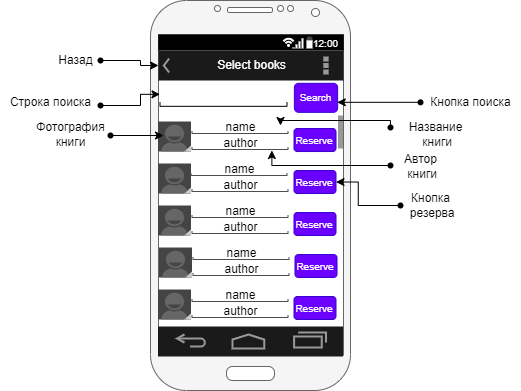 12:00
Назад
Select books
Строка поиска
Search
Кнопка поиска
Фотография
книги
name
author
Reserve
Название
книги
Автор
книги
name
author
Reserve
Кнопка
резерва
name
author
Reserve
name
author
Reserve
name
author
Reserve